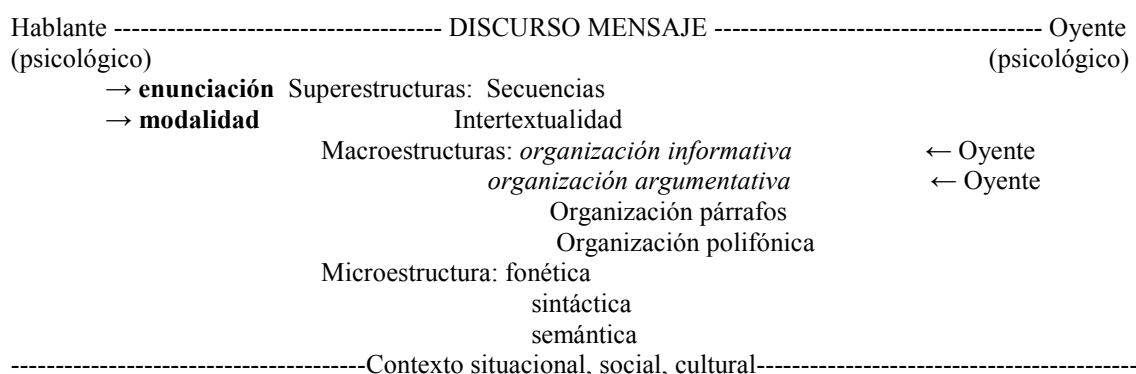 Hablante ------------------------------------- DISCURSO MENSAJE ------------------------------------- Oyente
(psicológico) (psicológico)
→ enunciación Superestructuras: Secuencias
→ modalidad Intertextualidad
Macroestructuras: organización informativa ← Oyente
organización argumentativa ← Oyente
Organización párrafos
Organización polifónica
Microestructura: fonética
sintáctica
semántica
----------------------------------------Contexto situacional, social, cultural-------------------------------------------